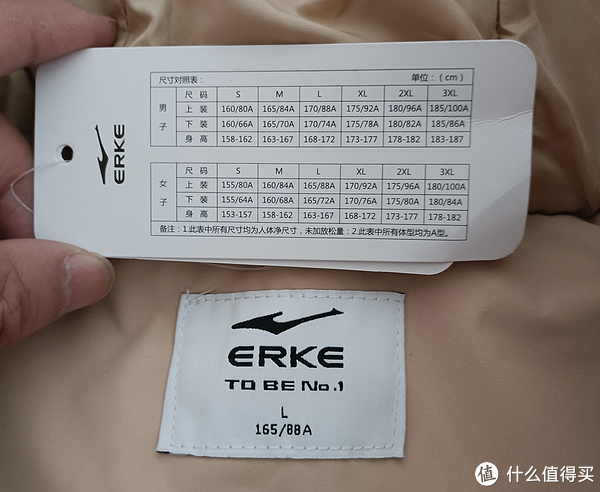 尺寸对照表： 单位：（cm）
男子 尺码 S M L XL 2XL 3XL
上装 160/80A 165/84A 170/88A 175/92A 180/96A 185/100A
下装 160/66A 165/70A 170/74A 175/78A 180/82A 185/86A
身高 158-162 163-167 168-172 173-177 178-182 183-187
女子 尺码 S M L XL 2XL 3XL
上装 155/80A 160/84A 165/88A 170/92A 175/96A 180/100A
下装 155/64A 160/68A 165/72A 170/76A 175/80A 180/84A
身高 153-157 158-162 163-167 168-172 173-177 178-182
备注：1.此表中所有尺寸均为人体净尺寸，未加放松量：2.此表中所有体型均为A型。
ERKE
ERKE
TO BE No.1
L
165/88A
值 什么值得买